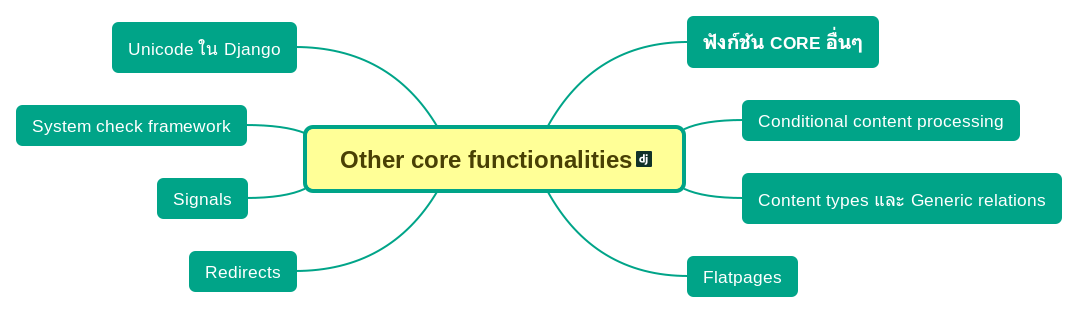 Other core functionalities dj
ฟังก์ชัน CORE อื่นๆ
Conditional content processing
Content types และ Generic relations
Flatpages
Unicode ใน Django
System check framework
Signals
Redirects